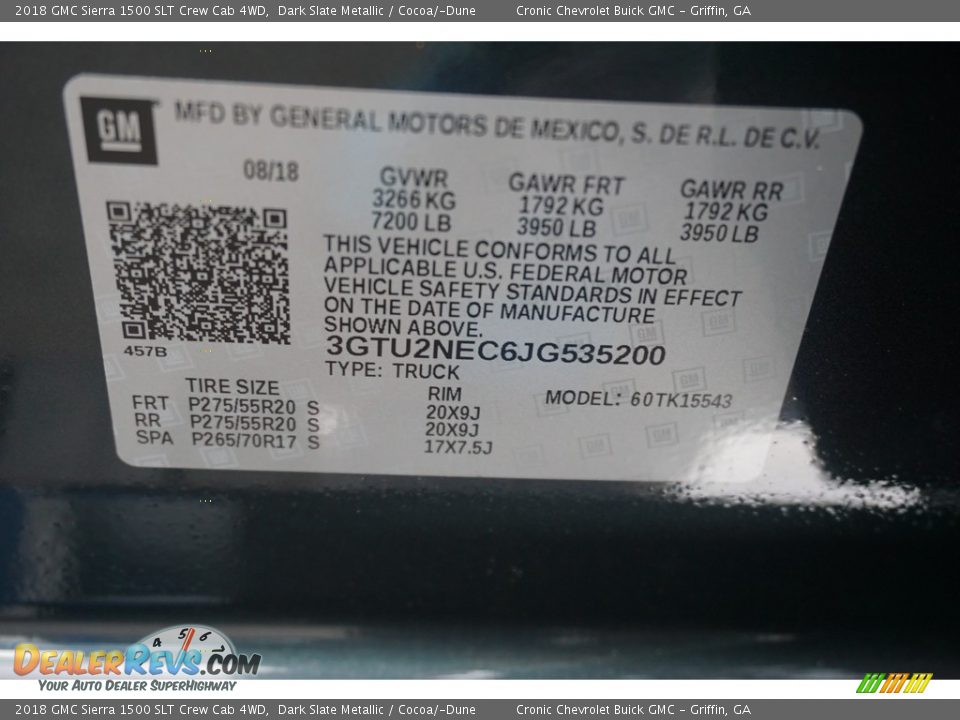 2018 GMC Sierra 1500 SLT Crew Cab 4WD, Dark Slate Metallic / Cocoa/­Dune Cronic Chevrolet Buick GMC - Griffin, GA
GM
MFD BY GENERAL MOTORS DE MEXICO, S. DE R.L. DE C.V.
08/18 GVWR GAWR FRT GAWR RR
3266 KG 1792 KG 1792 KG
7200 LB 3950 LB 3950 LB
THIS VEHICLE CONFORMS TO ALL
APPLICABLE U.S. FEDERAL MOTOR
VEHICLE SAFETY STANDARDS IN EFFECT
ON THE DATE OF MANUFACTURE
SHOWN ABOVE.
457B 3GTU2NEC6JG535200
TYPE: TRUCK
TIRE SIZE RIM MODEL: 60TK15543
FRT P275/55R20 S 20X9J
RR P275/55R20 S 20X9J
SPA P265/70R17 S 17X7.5J
4 5 6
DEALERREVS.COM
YOUR AUTO DEALER SUPERHIGHWAY
2018 GMC Sierra 1500 SLT Crew Cab 4WD, Dark Slate Metallic / Cocoa/­Dune Cronic Chevrolet Buick GMC - Griffin, GA